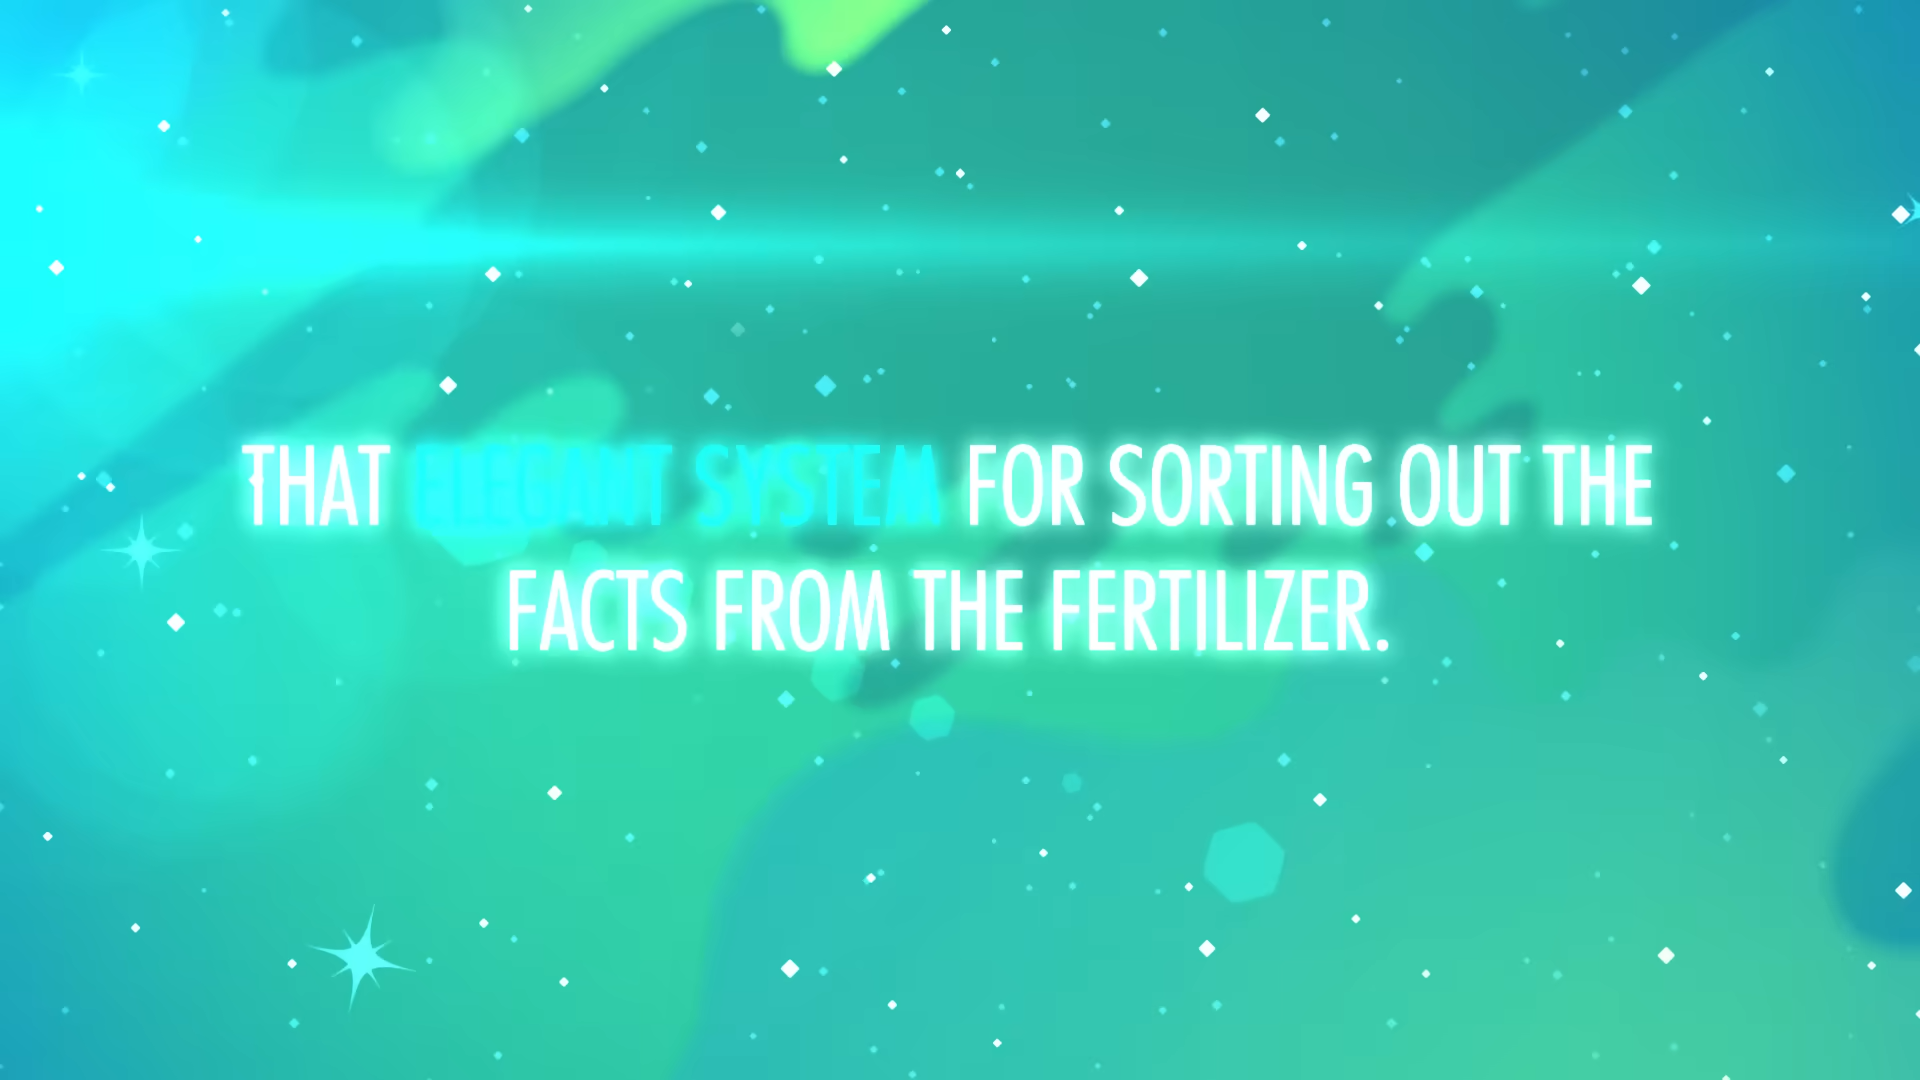 THAT ELEGANT SYSTEM FOR SORTING OUT THE
FACTS FROM THE FERTILIZER.